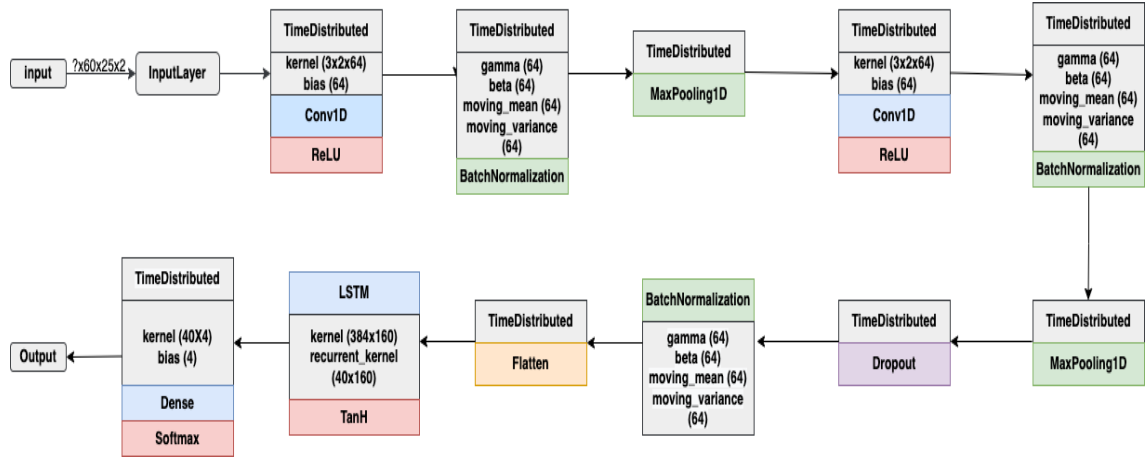 input
?x60x25x2
InputLayer
TimeDistributed
kernel (3x2x64)
bias (64)
Conv1D
ReLU
TimeDistributed
gamma (64)
beta (64)
moving_mean (64)
moving_variance
(64)
BatchNormalization
TimeDistributed
MaxPooling1D
TimeDistributed
kernel (3x2x64)
bias (64)
Conv1D
ReLU
TimeDistributed
gamma (64)
beta (64)
moving_mean (64)
moving_variance
(64)
BatchNormalization
TimeDistributed
MaxPooling1D
TimeDistributed
Dropout
BatchNormalization
gamma (64)
beta (64)
moving_mean (64)
moving_variance
(64)
TimeDistributed
Flatten
LSTM
kernel (384x160)
recurrent_kernel
(40x160)
TanH
TimeDistributed
kernel (40X4)
bias (4)
Dense
Softmax
Output